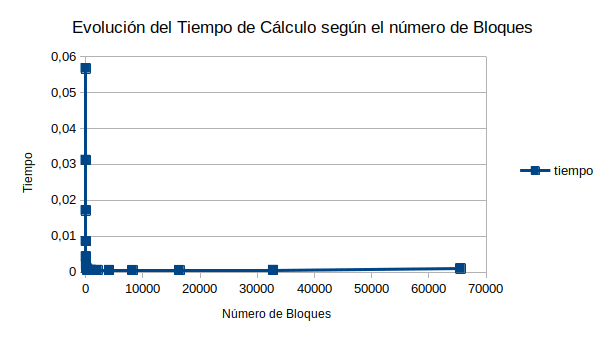 Evolución del Tiempo de Cálculo según el número de Bloques
0,06
0,05
0,04
0,03
0,02
0,01
0
Tiempo
0 10000 20000 30000 40000 50000 60000 70000
Número de Bloques
tiempo